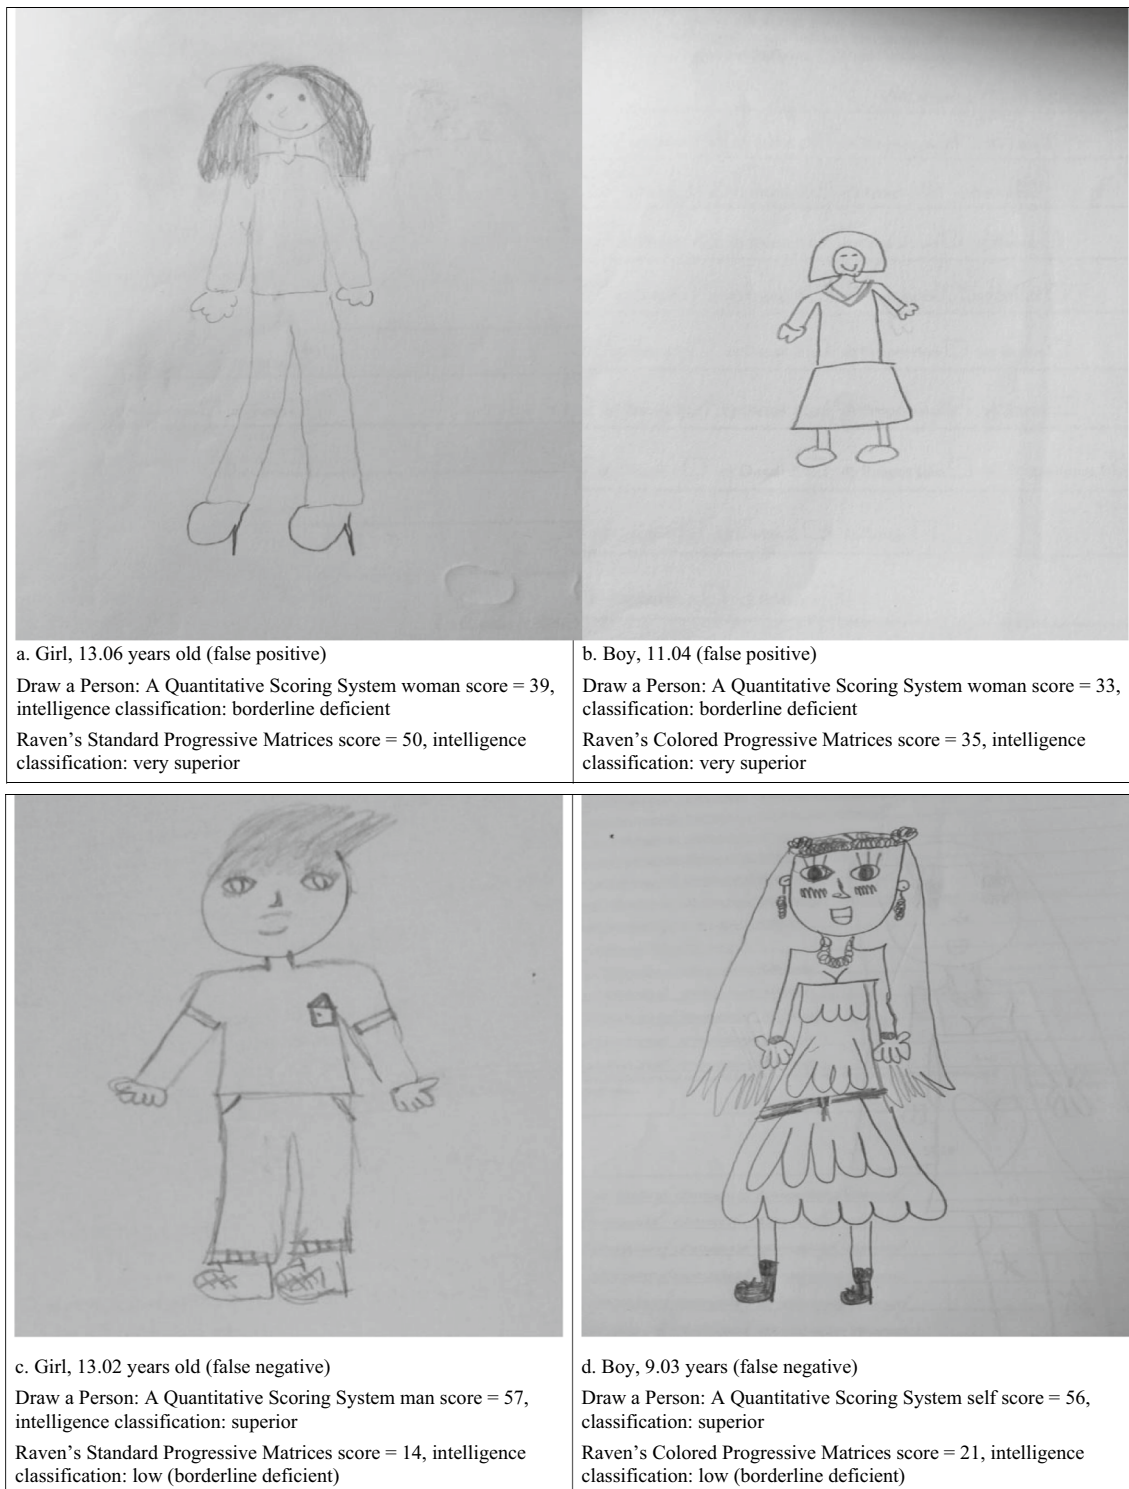 a. Girl, 13.06 years old (false positive)
Draw a Person: A Quantitative Scoring System woman score = 39,
intelligence classification: borderline deficient
Raven's Standard Progressive Matrices score = 50, intelligence
classification: very superior
b. Boy, 11.04 (false positive)
Draw a Person: A Quantitative Scoring System woman score = 33,
classification: borderline deficient
Raven's Colored Progressive Matrices score = 35, intelligence
classification: very superior
c. Girl, 13.02 years old (false negative)
Draw a Person: A Quantitative Scoring System man score = 57,
intelligence classification: superior
Raven's Standard Progressive Matrices score = 14, intelligence
classification: low (borderline deficient)
d. Boy, 9.03 years (false negative)
Draw a Person: A Quantitative Scoring System self score = 56,
classification: superior
Raven's Colored Progressive Matrices score = 21, intelligence
classification: low (borderline deficient)